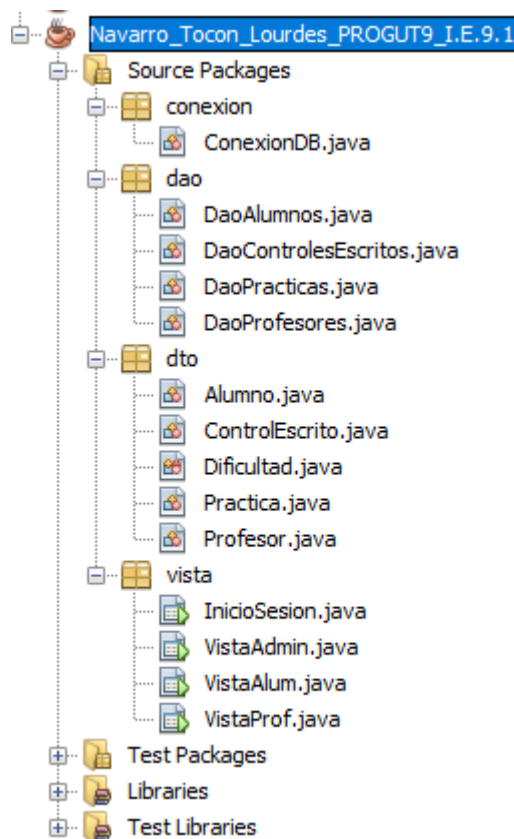 Navarro_Tocon_Lourdes_PROGUT9_I.E.9.1
Source Packages
conexion
ConexionDB.java
dao
DaoAlumnos.java
DaoControlesEscritos.java
DaoPracticas.java
DaoProfesores.java
dto
Alumno.java
ControlEscrito.java
Dificultad.java
Practica.java
Profesor.java
vista
InicioSesion.java
VistaAdmin.java
VistaAlum.java
VistaProf.java
Test Packages
Libraries
Test Libraries